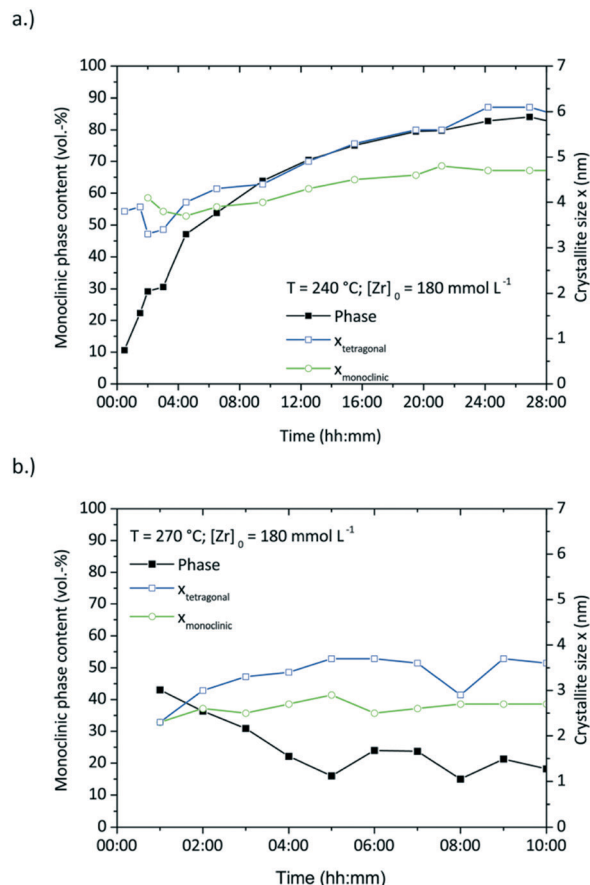 a.)
100
90
80
70
60
50
40
30
20
10
0
Monoclinic phase content (vol.-%)
7
6
5
4
3
2
1
0
Crystallite size x (nm)
T = 240 °C; [Zr]0 = 180 mmol L-1
Phase
xtetragonal
xmonoclinic
00:00 04:00 08:00 12:00 16:00 20:00 24:00 28:00
Time (hh:mm)
b.)
100
90
80
70
60
50
40
30
20
10
0
Monoclinic phase content (vol.-%)
7
6
5
4
3
2
1
0
Crystallite size x (nm)
T = 270 °C; [Zr]0 = 180 mmol L-1
Phase
xtetragonal
xmonoclinic
00:00 02:00 04:00 06:00 08:00 10:00
Time (hh:mm)